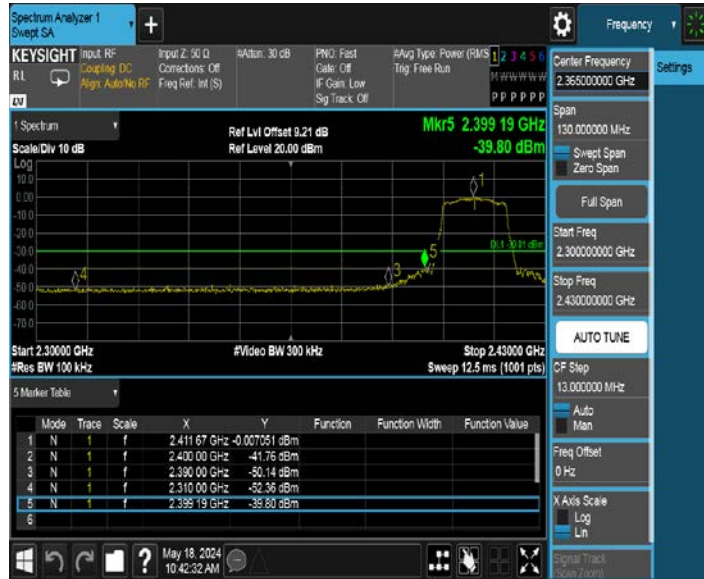 Spectrum Analyzer 1
Swept SA
+
Frequency
KEYSIGHT
RL
Input: RF
Coupling: DC
Align: Auto/No RF
Input Z: 50 Ω
Corrections: Off
Freq Ref: Int (S)
#Atten: 30 dB
PNO: Fast
Gate: Off
IF Gain: Low
Sig Track: Off
#Avg Type: Power (RMS
Trig: Free Run
1 2 3 4 5 6
M W W W W W
P P P P P P
LXI
1 Spectrum
Scale/Div 10 dB
Ref Lvl Offset 9.21 dB
Ref Level 20.00 dBm
Mkr5 2.399 19 GHz
-39.80 dBm
Log
10.0
0.00
-10.0
-20.0
-30.0
-40.0
-50.0
-60.0
-70.0
1
4
3
5
Start 2.30000 GHz
#Res BW 100 kHz
#Video BW 300 kHz
Stop 2.43000 GHz
Sweep 12.5 ms (1001 pts)
5 Marker Table
Mode Trace Scale X Y Function Function Width Function Value
1 N 1 f 2.411 67 GHz -0.007051 dBm
2 N 1 f 2.400 00 GHz -41.76 dBm
3 N 1 f 2.390 00 GHz -50.14 dBm
4 N 1 f 2.310 00 GHz -52.36 dBm
5 N 1 f 2.399 19 GHz -39.80 dBm
6
?
May 18, 2024
10:42:32 AM
Center Frequency
2.365000000 GHz
Settings
Span
130.000000 MHz
Swept Span
Zero Span
Full Span
Start Freq
2.300000000 GHz
Stop Freq
2.430000000 GHz
AUTO TUNE
CF Step
13.000000 MHz
Auto
Man
Freq Offset
0 Hz
X Axis Scale
Log
Lin
Signal Track
(Span Zoom)